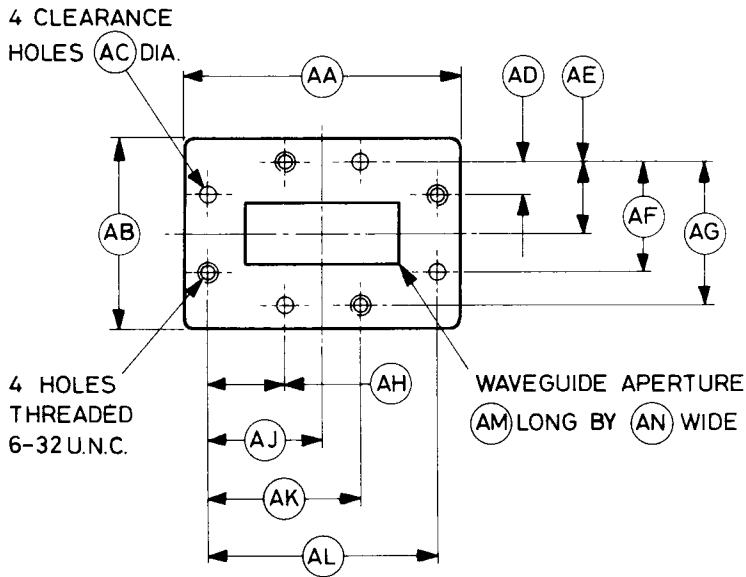 4 CLEARANCE
HOLES AC DIA.
AA
AD
AE
AB
AF
AG
4 HOLES
THREADED
6-32 U.N.C.
AH
AJ
AK
AL
WAVEGUIDE APERTURE
AM LONG BY AN WIDE